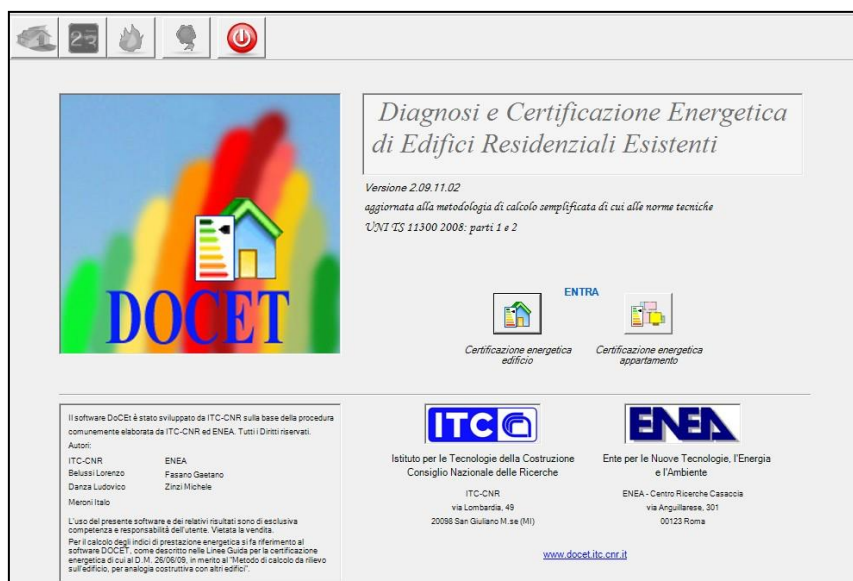 Diagnosi e Certificazione Energetica
di Edifici Residenziali Esistenti
Versione 2.09.11.02
aggiornata alla metodologia di calcolo semplificata di cui alle norme tecniche
UNI TS 11300 2008: parti 1 e 2
DOCET
ENTRA
Certificazione energetica
edificio
Certificazione energetica
appartamento
Il software DoCEt è stato sviluppato da ITC-CNR sulla base della procedura
comunemente elaborata da ITC-CNR ed ENEA. Tutti i Diritti riservati.
Autori:
ITC-CNR ENEA
Belussi Lorenzo Fasano Gaetano
Danza Ludovico Zinzi Michele
Meroni Italo
L'uso del presente software e dei relativi risultati sono di esclusiva
competenza e responsabilità dell'utente. Vietata la vendita.
Per il calcolo degli indici di prestazione energetica si fa riferimento al
software DOCET, come descritto nelle Linee Guida per la certificazione
energetica di cui al D.M. 26/06/09, in merito al "Metodo di calcolo da rilievo
sull'edificio, per analogia costruttiva con altri edifici".
ITC
Istituto per le Tecnologie della Costruzione
Consiglio Nazionale delle Ricerche
ITC-CNR
via Lombardia, 49
20098 San Giuliano M.se (MI)
ENEA
Ente per le Nuove Tecnologie, l'Energia
e l'Ambiente
ENEA - Centro Ricerche Casaccia
via Anguillarese, 301
00123 Roma
www.docet.itc.cnr.it